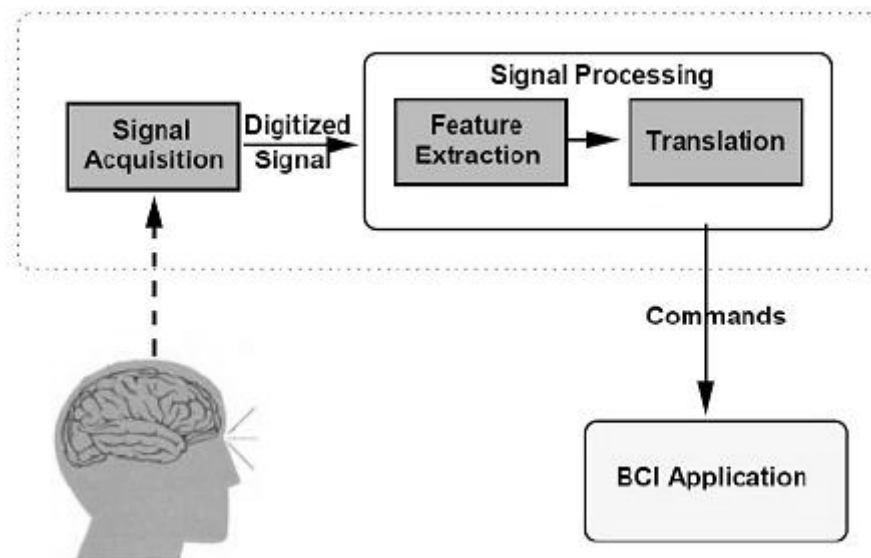 Signal Processing
Signal
Acquisition
Digitized
Signal
Feature
Extraction
Translation
Commands
BCI Application